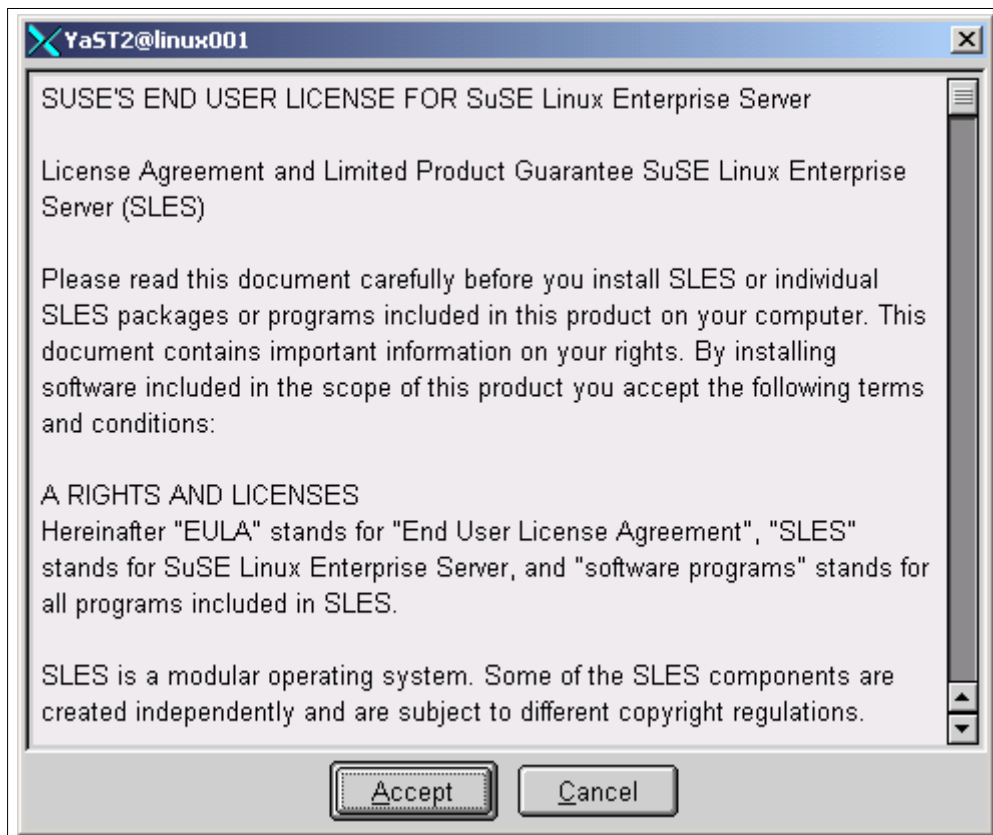 YaST2@linux001
SUSE'S END USER LICENSE FOR SuSE Linux Enterprise Server
License Agreement and Limited Product Guarantee SuSE Linux Enterprise
Server (SLES)
Please read this document carefully before you install SLES or individual
SLES packages or programs included in this product on your computer. This
document contains important information on your rights. By installing
software included in the scope of this product you accept the following terms
and conditions:
A RIGHTS AND LICENSES
Hereinafter "EULA" stands for "End User License Agreement", "SLES"
stands for SuSE Linux Enterprise Server, and "software programs" stands for
all programs included in SLES.
SLES is a modular operating system. Some of the SLES components are
created independently and are subject to different copyright regulations.
Accept Cancel